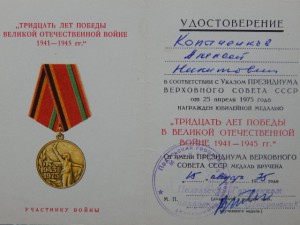 "ТРИДЦАТЬ ЛЕТ ПОБЕДЫ
В ВЕЛИКОЙ ОТЕЧЕСТВЕННОЙ ВОЙНЕ
1941—1945 гг."
УЧАСТНИКУ ВОЙНЫ
УДОСТОВЕРЕНИЕ
Алексей
Никитович
В СООТВЕТСТВИИ С УКАЗОМ ПРЕЗИДИУМА
ВЕРХОВНОГО СОВЕТА СССР
ОТ 25 апреля 1975 года
НАГРАЖДЕН ЮБИЛЕЙНОЙ МЕДАЛЬЮ
"ТРИДЦАТЬ ЛЕТ ПОБЕДЫ
В ВЕЛИКОЙ ОТЕЧЕСТВЕННОЙ
ВОЙНЕ 1941—1945 гг."
От имени ПРЕЗИДИУМА ВЕРХОВНОГО
СОВЕТА СССР МЕДАЛЬ ВРУЧЕНА
М. П.